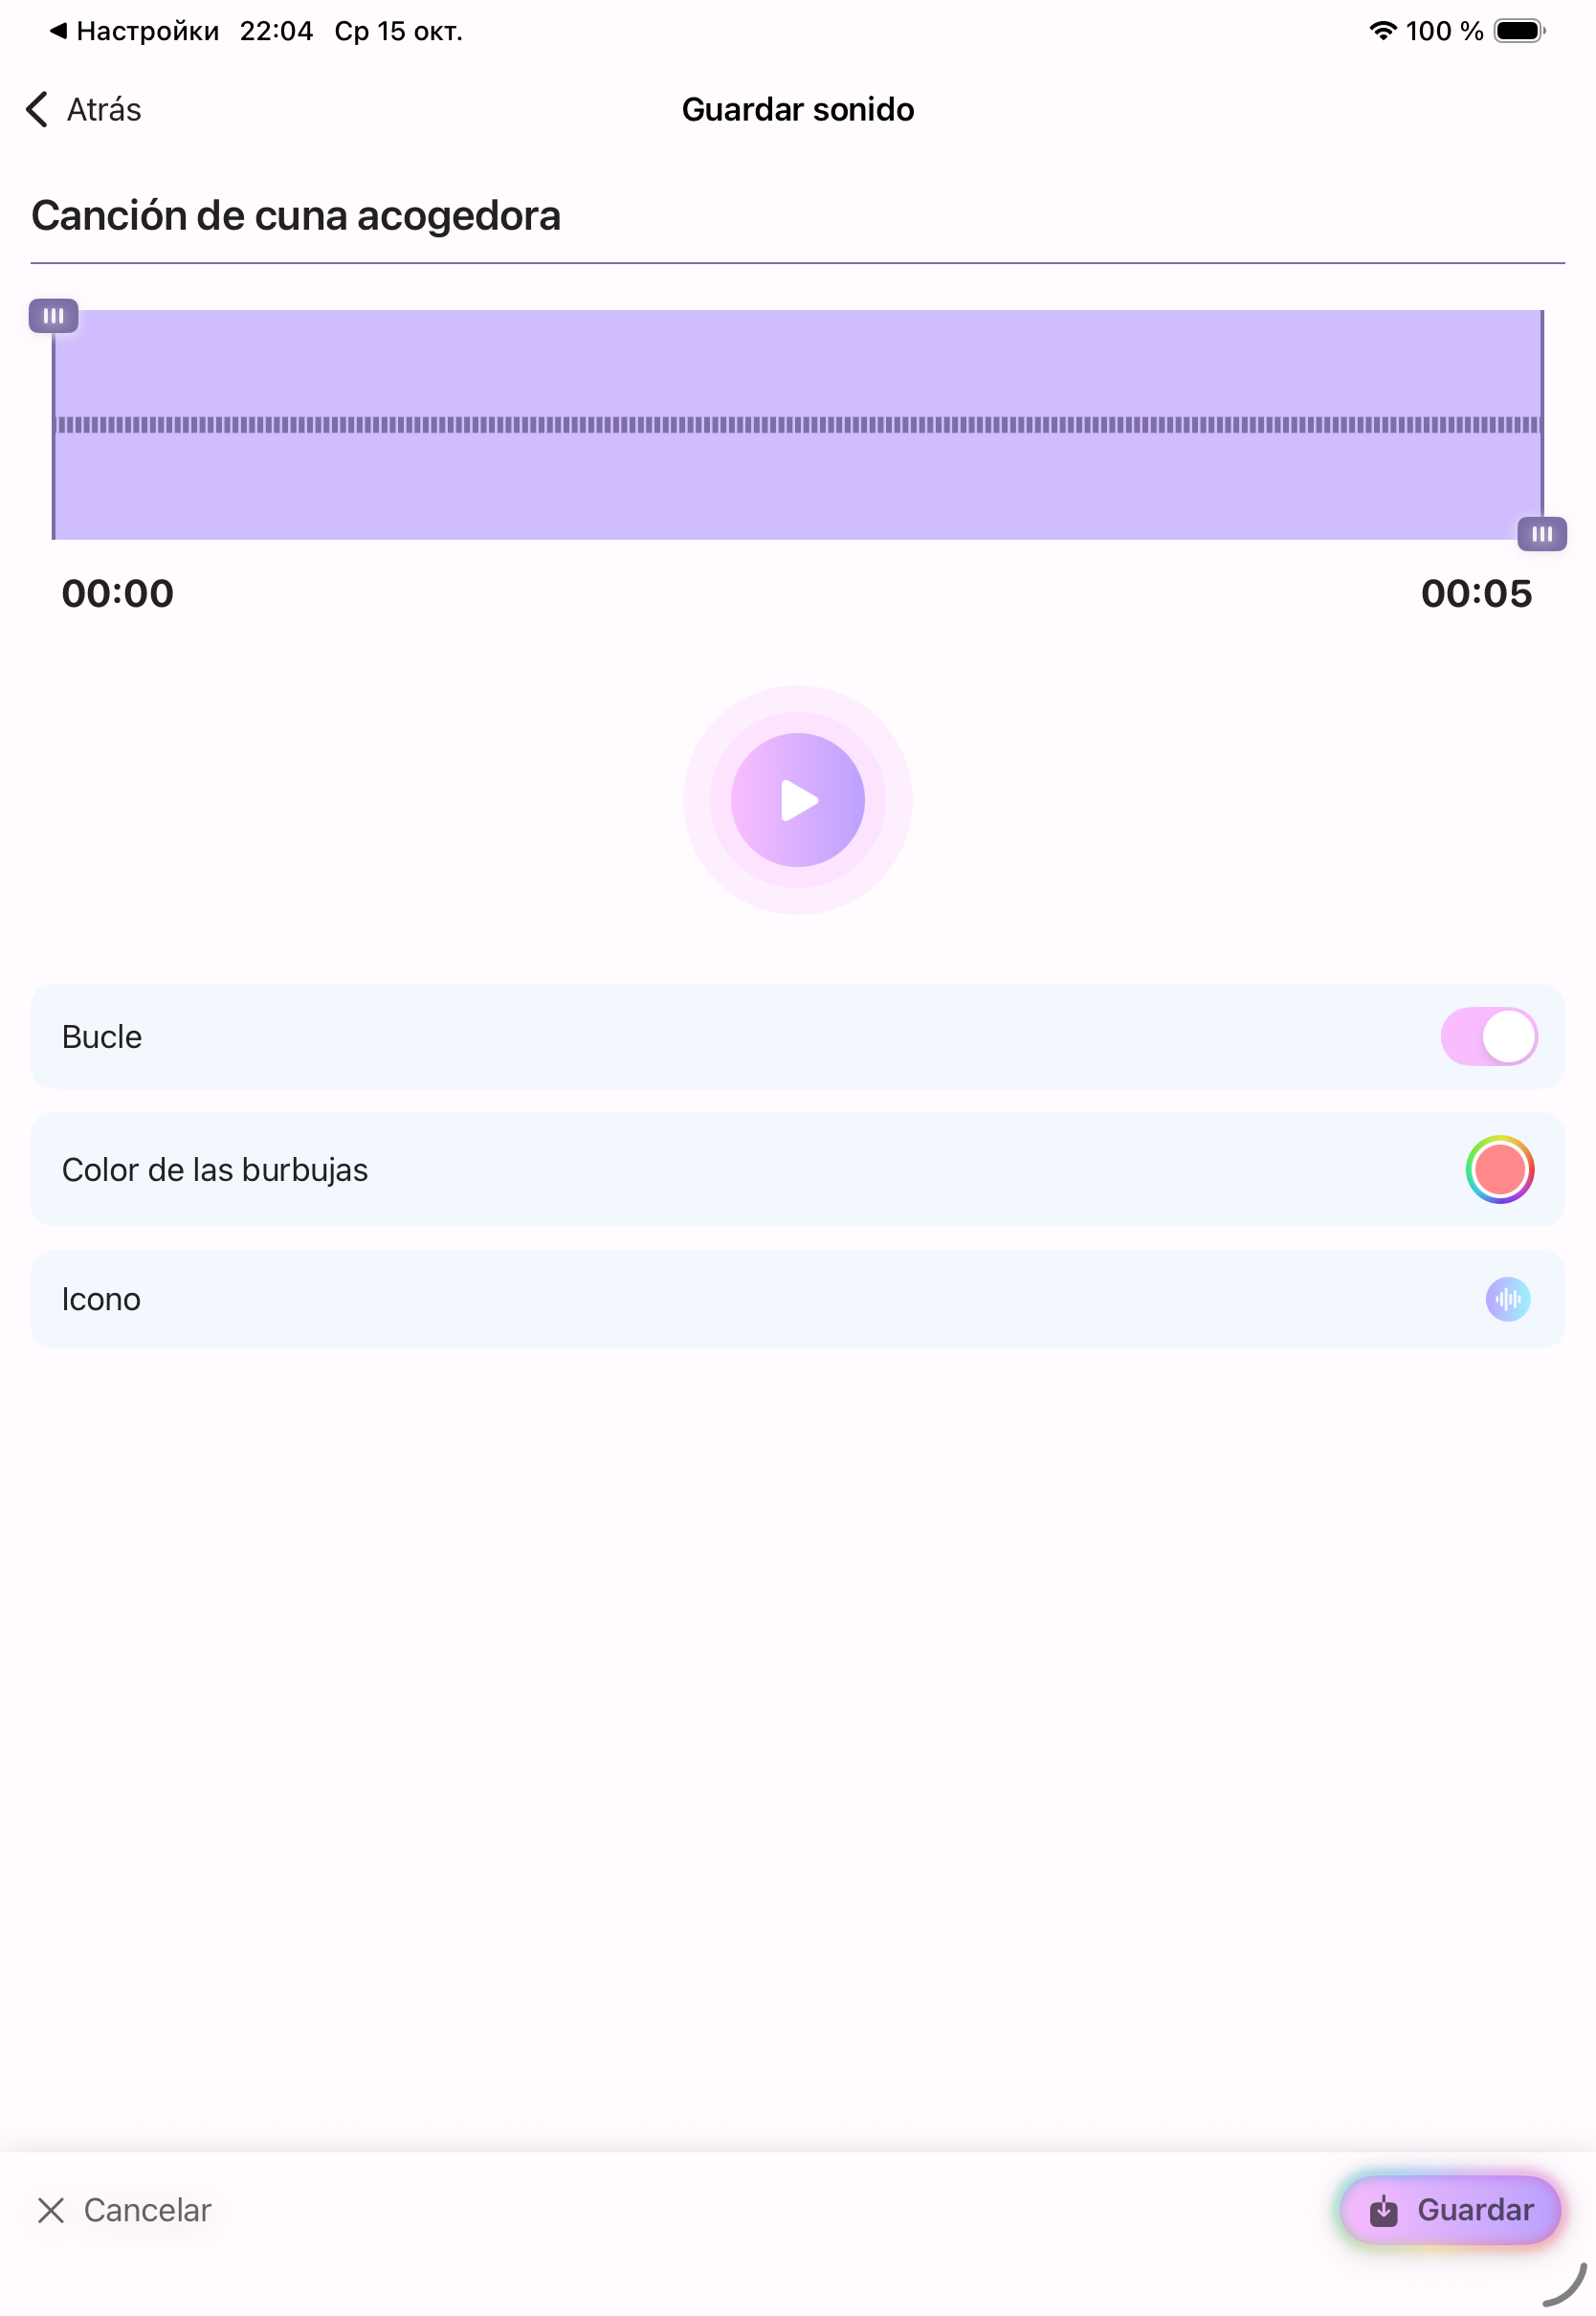 Настройки 22:04 Ср 15 окт. 100 %
Atrás Guardar sonido
Canción de cuna acogedora
00:00 00:05
Bucle
Color de las burbujas
Icono
Cancelar Guardar